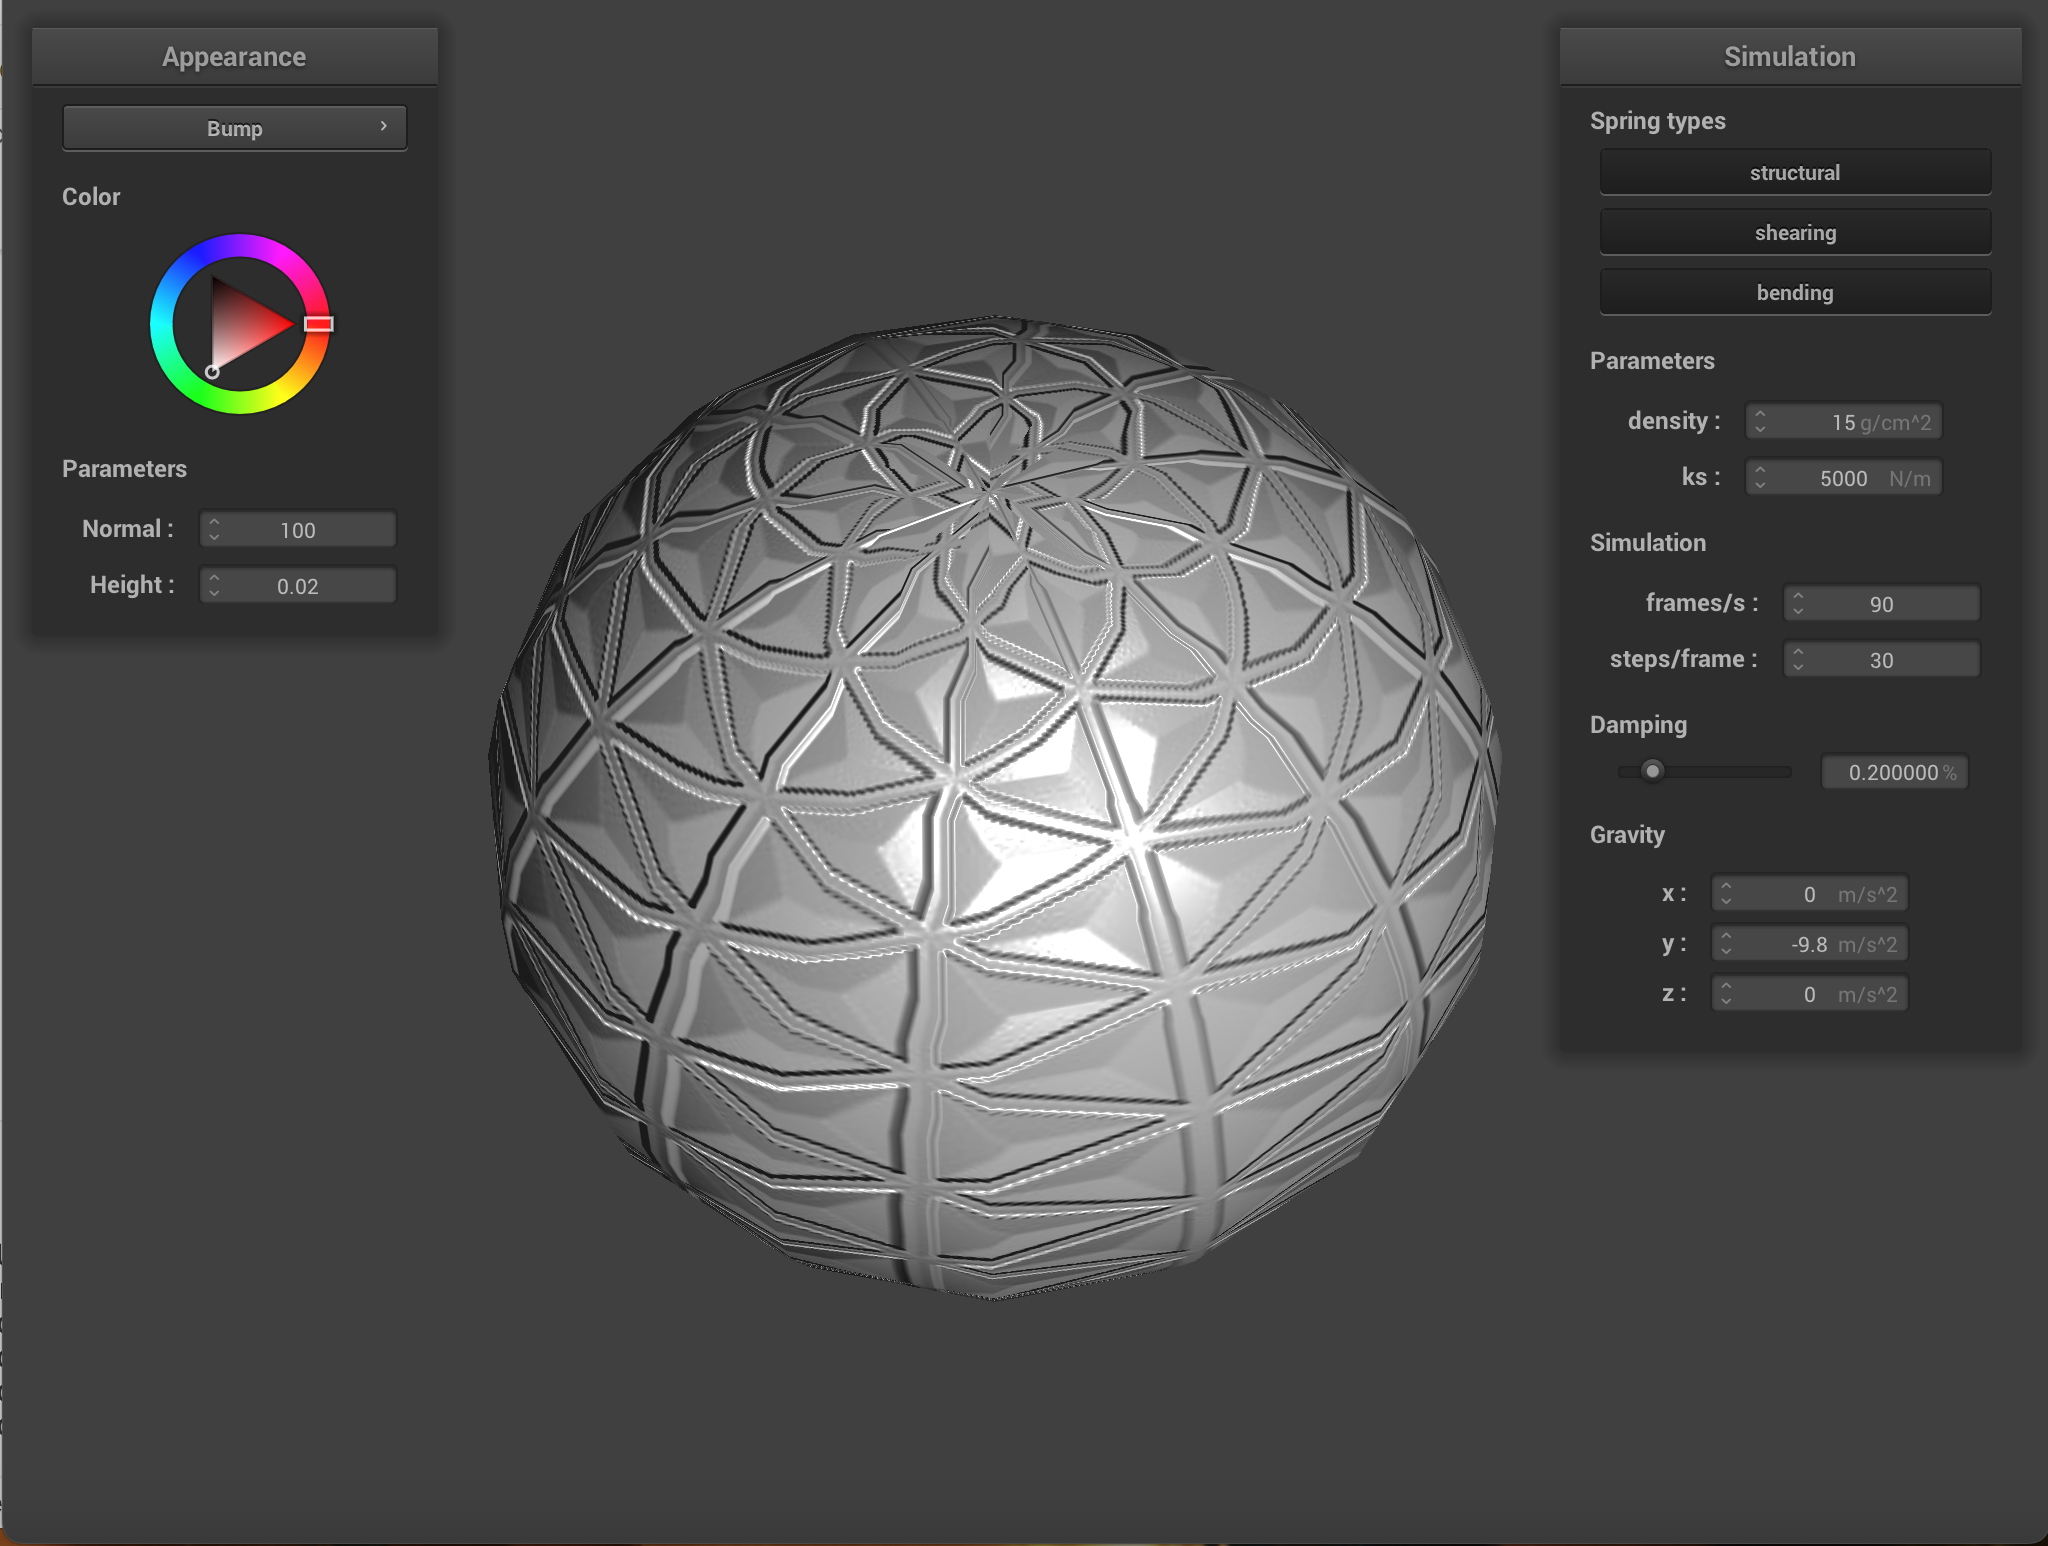 Appearance
Bump
Color
Parameters
Normal : 100
Height : 0.02
Simulation
Spring types
structural
shearing
bending
Parameters
density : 15 g/cm^2
ks : 5000 N/m
Simulation
frames/s : 90
steps/frame : 30
Damping
0.200000 %
Gravity
x : 0 m/s^2
y : -9.8 m/s^2
z : 0 m/s^2